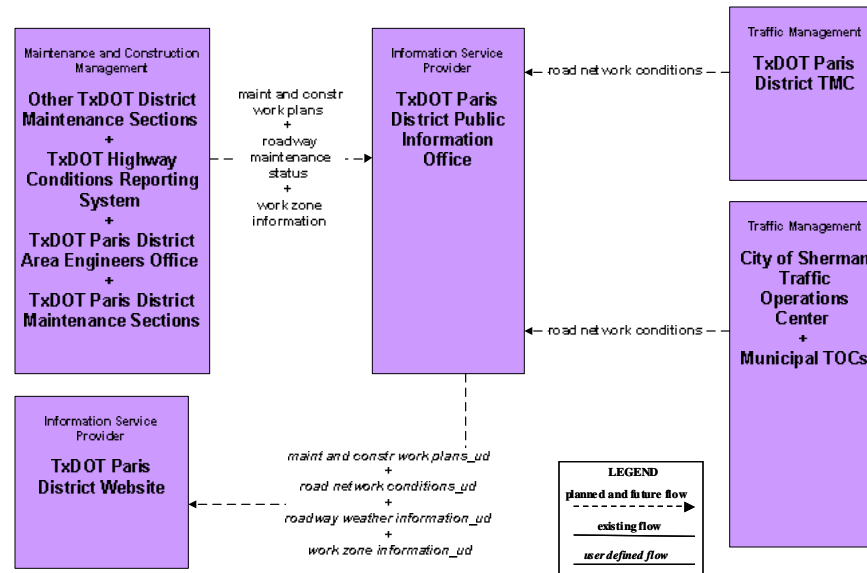 Maintenance and Construction
Management
Other TxDOT District
Maintenance Sections
+
TxDOT Highway
Conditions Reporting
System
+
TxDOT Paris District
Area Engineers Office
+
TxDOT Paris District
Maintenance Sections
maint and constr
work plans
+
roadway
maintenance
status
+
work zone
information
Information Service
Provider
TxDOT Paris
District Public
Information
Office
road network conditions
Traffic Management
TxDOT Paris
District TMC
road network conditions
Traffic Management
City of Sherman
Traffic
Operations
Center
+
Municipal TOCs
Information Service
Provider
TxDOT Paris
District Website
maint and constr work plans_ud
+
road network conditions_ud
+
roadway weather information_ud
+
work zone information_ud
LEGEND
planned and future flow
existing flow
user defined flow